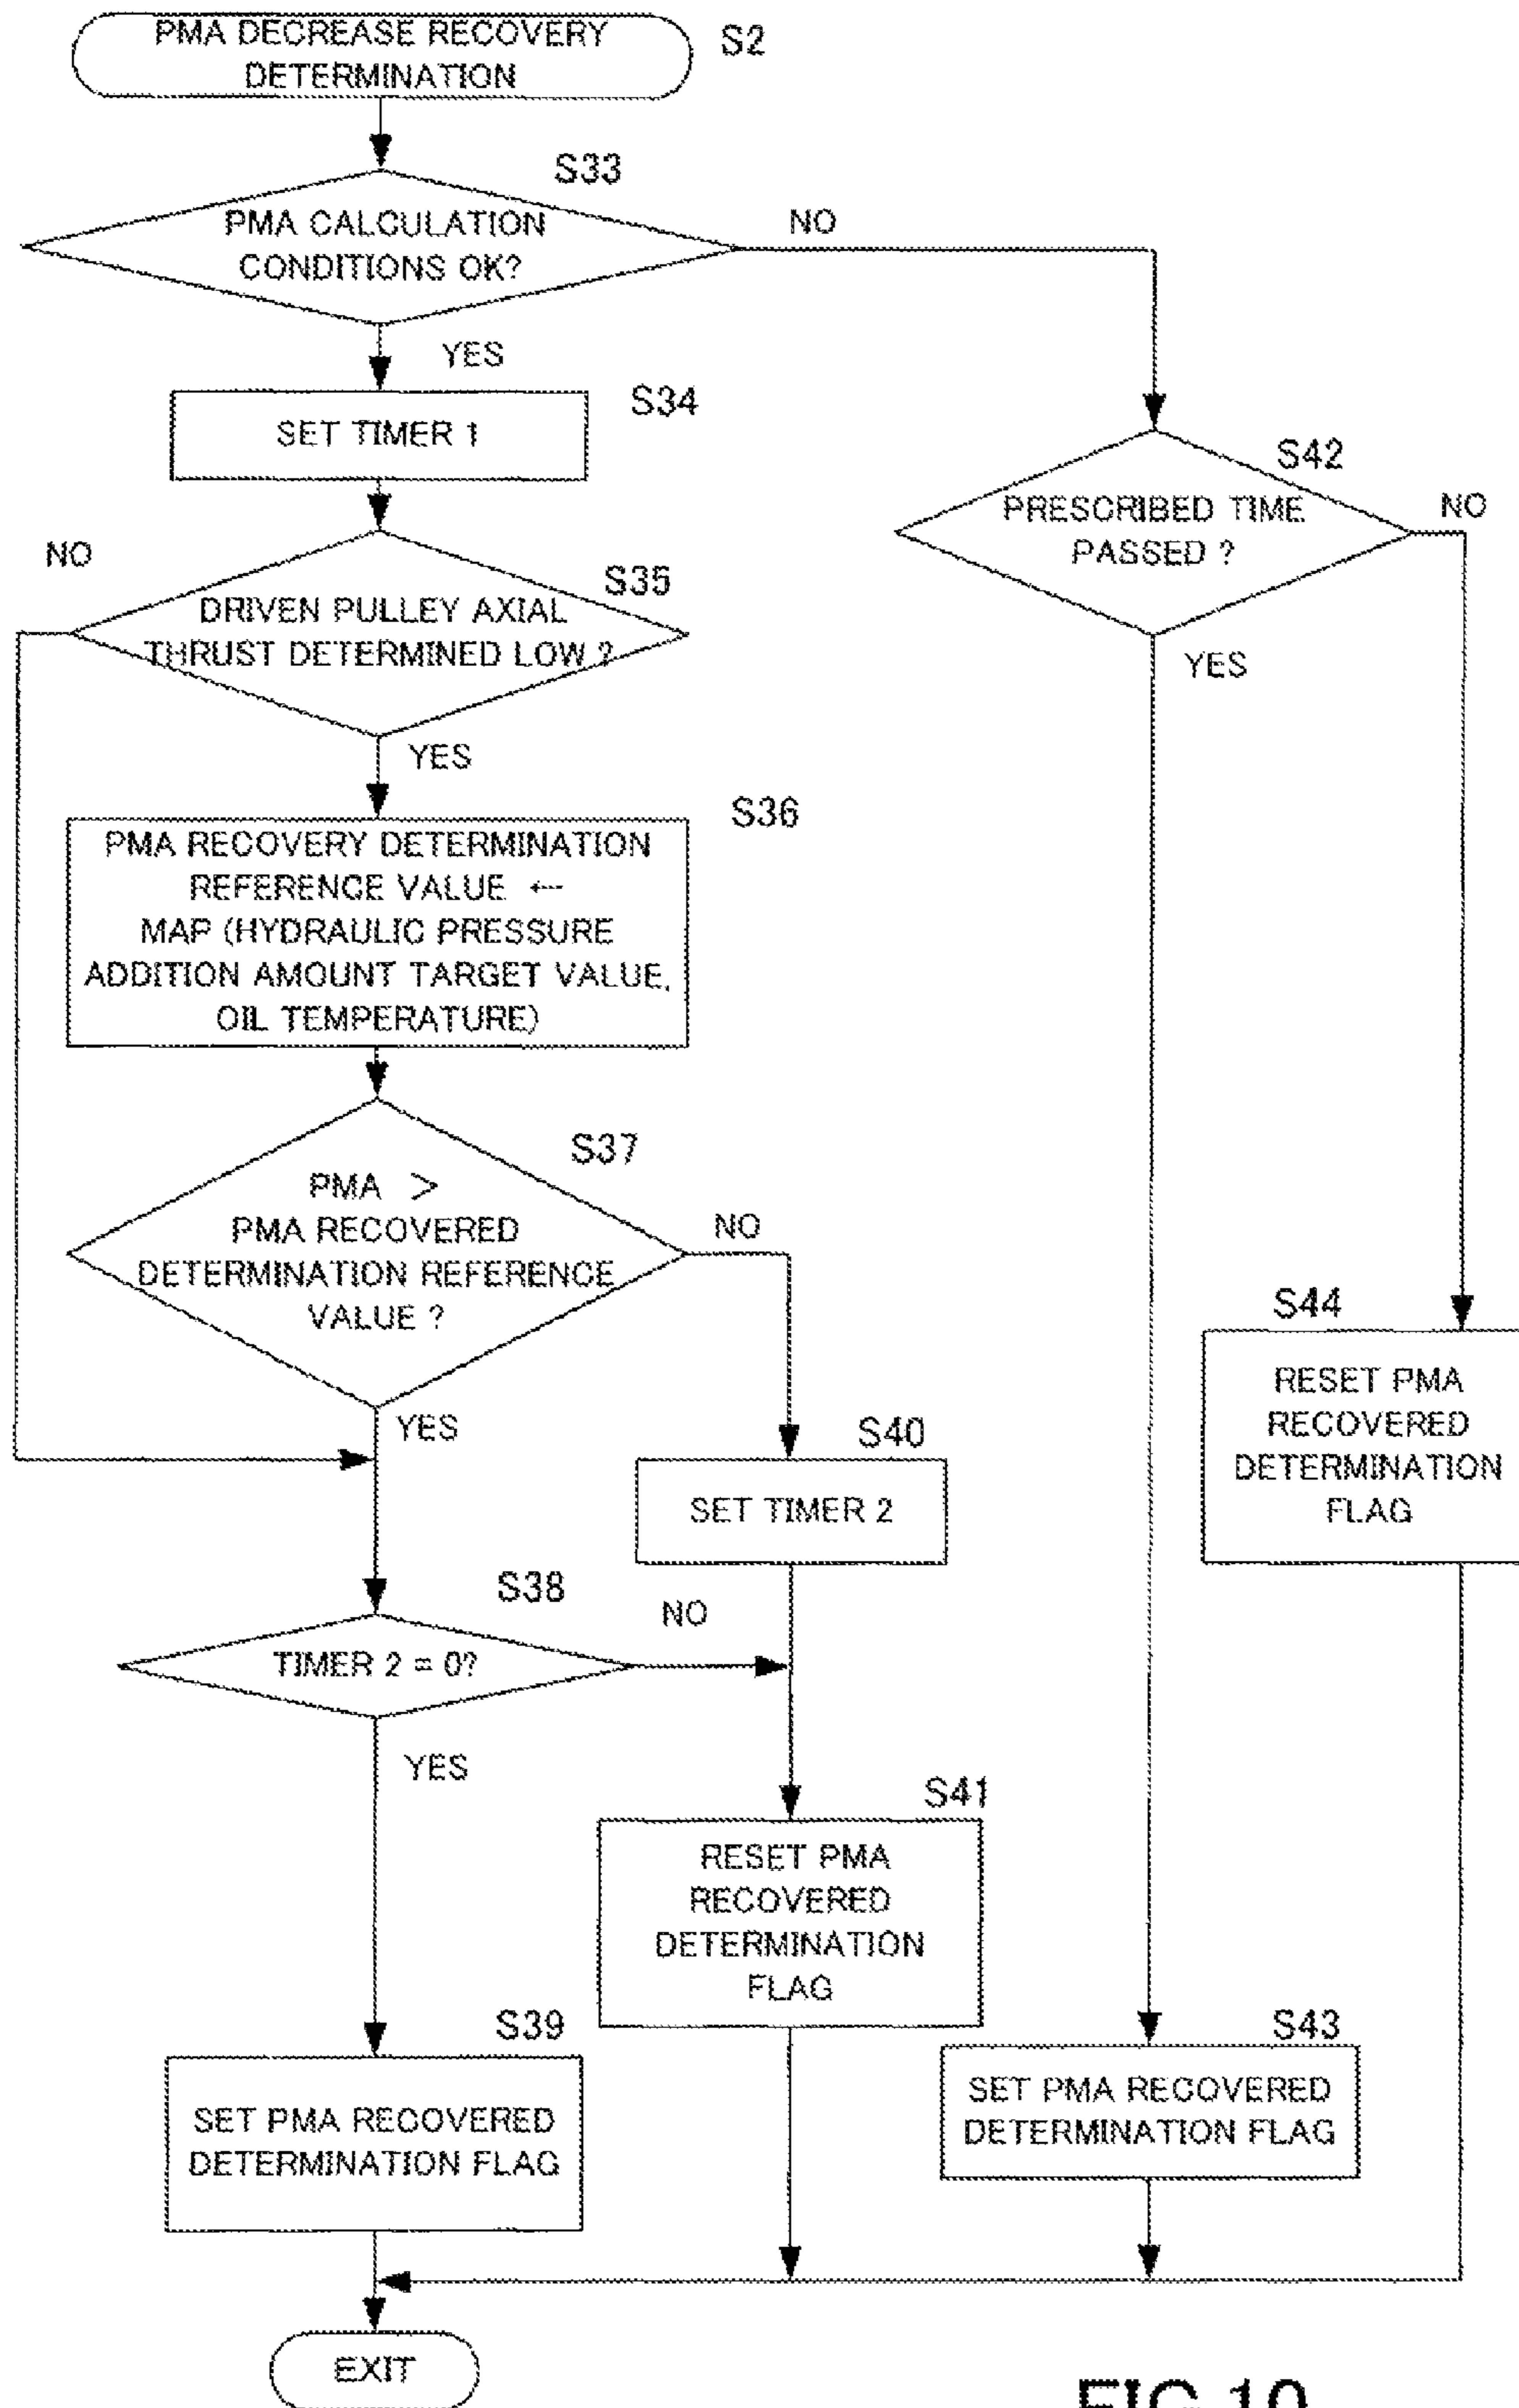 PMA DECREASE RECOVERY
DETERMINATION
S2
S33
PMA CALCULATION
CONDITIONS OK?
NO
YES
S34
SET TIMER 1
S42
PRESCRIBED TIME
PASSED ?
NO
YES
NO
S35
DRIVEN PULLEY AXIAL
THRUST DETERMINED LOW ?
YES
S36
PMA RECOVERY DETERMINATION
REFERENCE VALUE ←
MAP (HYDRAULIC PRESSURE
ADDITION AMOUNT TARGET VALUE,
OIL TEMPERATURE)
S37
PMA >
PMA RECOVERED
DETERMINATION REFERENCE
VALUE ?
NO
YES
S44
RESET PMA
RECOVERED
DETERMINATION
FLAG
S40
SET TIMER 2
S38
TIMER 2 = 0?
NO
YES
S41
RESET PMA
RECOVERED
DETERMINATION
FLAG
S39
SET PMA RECOVERED
DETERMINATION FLAG
S43
SET PMA RECOVERED
DETERMINATION FLAG
EXIT
FIG.10